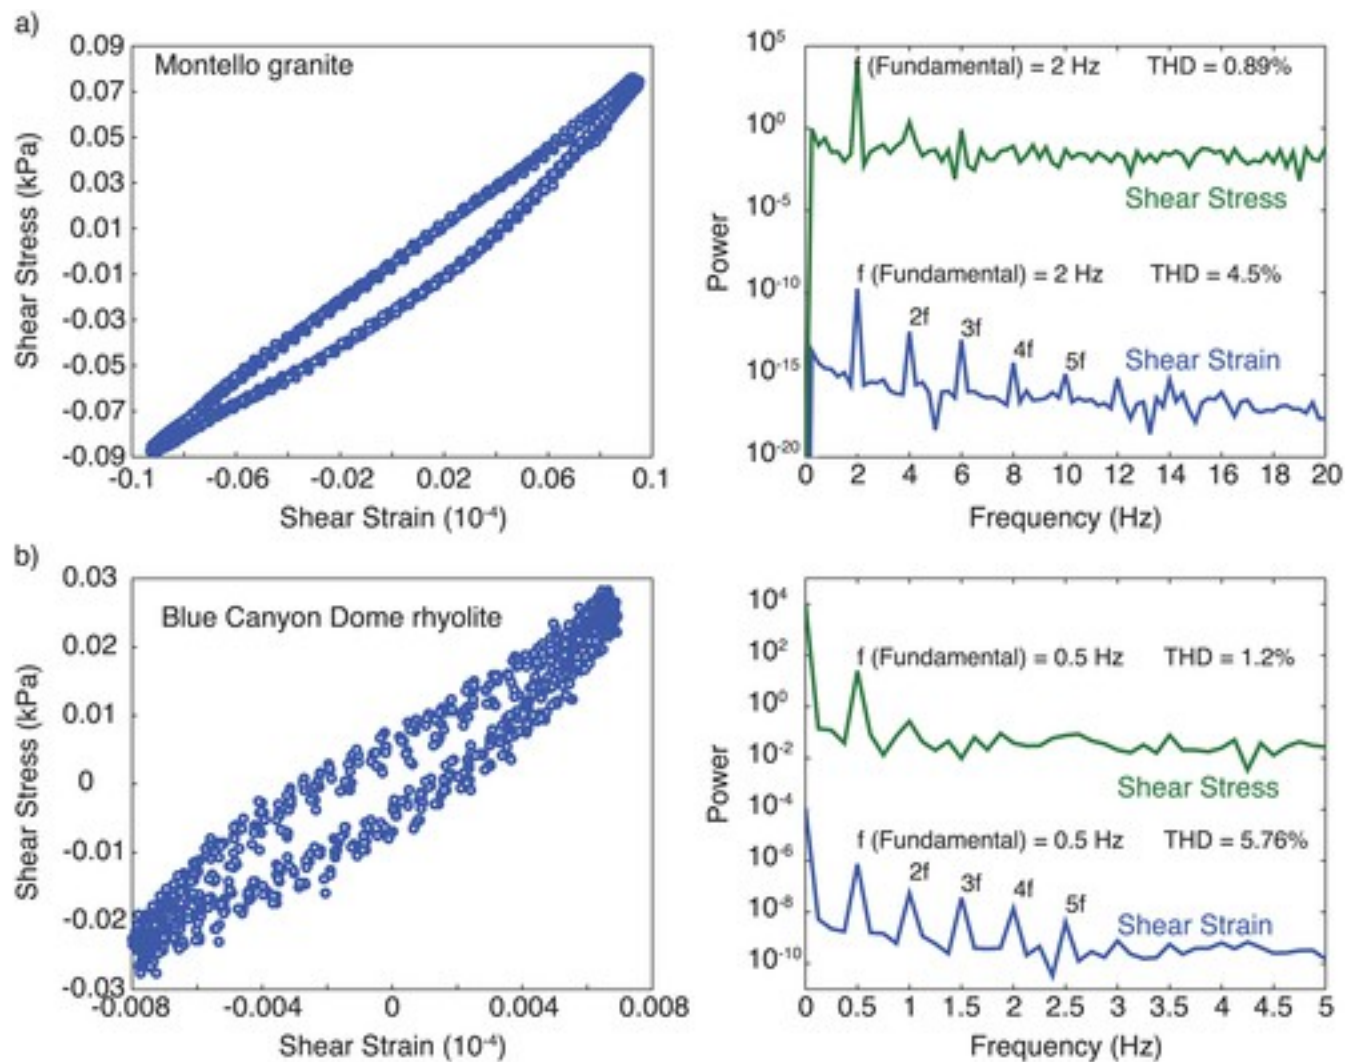 a)
Montello granite
Shear Stress (kPa)
0.09
0.07
0.05
0.03
0.01
-0.01
-0.03
-0.05
-0.07
-0.09
-0.1 -0.06 -0.02 0.02 0.06 0.1
Shear Strain (10-4)
f (Fundamental) = 2 Hz THD = 0.89%
Shear Stress
f (Fundamental) = 2 Hz THD = 4.5%
2f
3f
4f
5f
Shear Strain
Power
105
100
10-5
10-10
10-15
10-20
0 2 4 6 8 10 12 14 16 18 20
Frequency (Hz)
b)
Blue Canyon Dome rhyolite
Shear Stress (kPa)
0.03
0.02
0.01
0
-0.01
-0.02
-0.03
-0.008 -0.004 0 0.004 0.008
Shear Strain (10-4)
f (Fundamental) = 0.5 Hz THD = 1.2%
Shear Stress
f (Fundamental) = 0.5 Hz THD = 5.76%
2f
3f
4f
5f
Shear Strain
Power
104
102
100
10-2
10-4
10-6
10-8
10-10
0 0.5 1 1.5 2 2.5 3 3.5 4 4.5 5
Frequency (Hz)